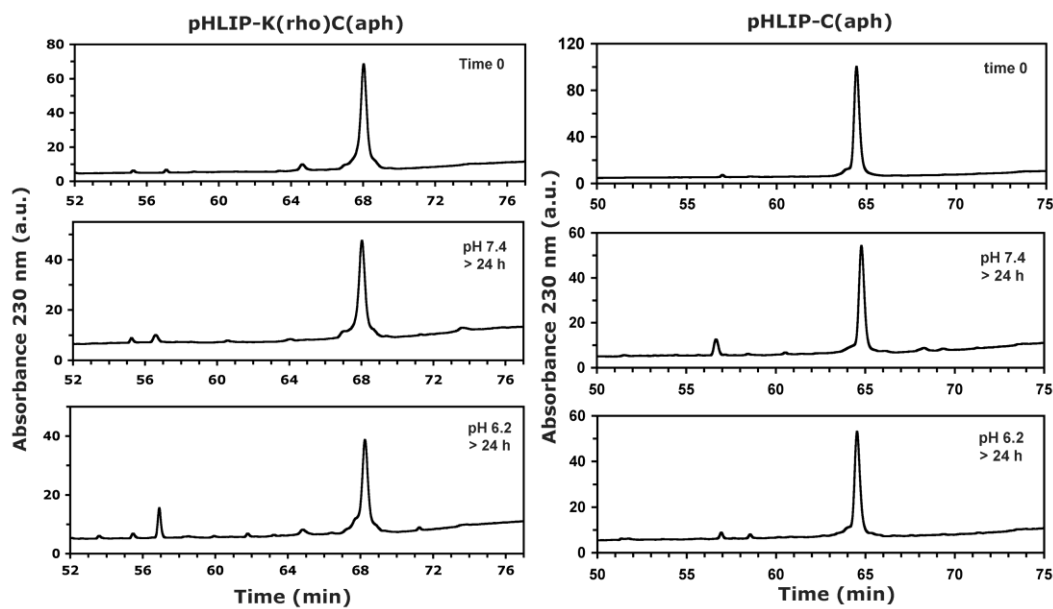 pHLIP-K(rho)C(aph)
80
60
40
20
0
Time 0
52 56 60 64 68 72 76
40
20
0
pH 7.4
> 24 h
52 56 60 64 68 72 76
40
20
0
pH 6.2
> 24 h
52 56 60 64 68 72 76
Absorbance 230 nm (a.u.)
Time (min)
pHLIP-C(aph)
120
80
40
0
time 0
50 55 60 65 70 75
60
40
20
0
pH 7.4
> 24 h
50 55 60 65 70 75
60
40
20
0
pH 6.2
> 24 h
50 55 60 65 70 75
Absorbance 230 nm (a.u.)
Time (min)